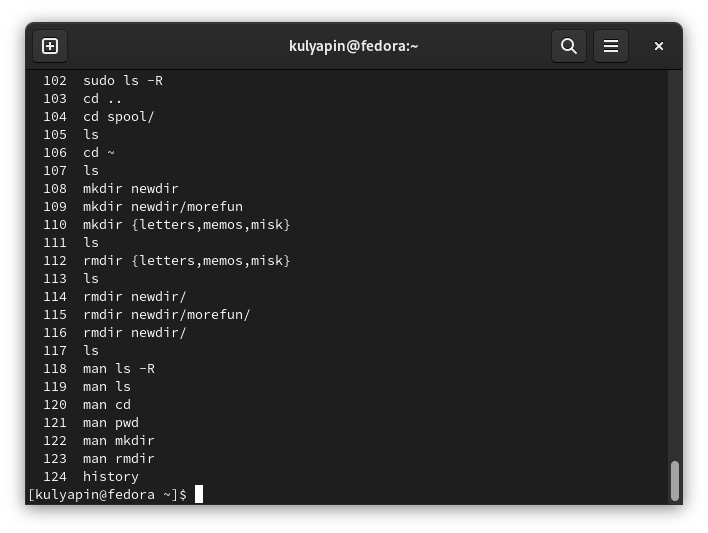 kulyapin@fedora:~
102 sudo ls -R
103 cd ..
104 cd spool/
105 ls
106 cd ~
107 ls
108 mkdir newdir
109 mkdir newdir/morefun
110 mkdir {letters,memos,misk}
111 ls
112 rmdir {letters,memos,misk}
113 ls
114 rmdir newdir/
115 rmdir newdir/morefun/
116 rmdir newdir/
117 ls
118 man ls -R
119 man ls
120 man cd
121 man pwd
122 man mkdir
123 man rmdir
124 history
[kulyapin@fedora ~]$